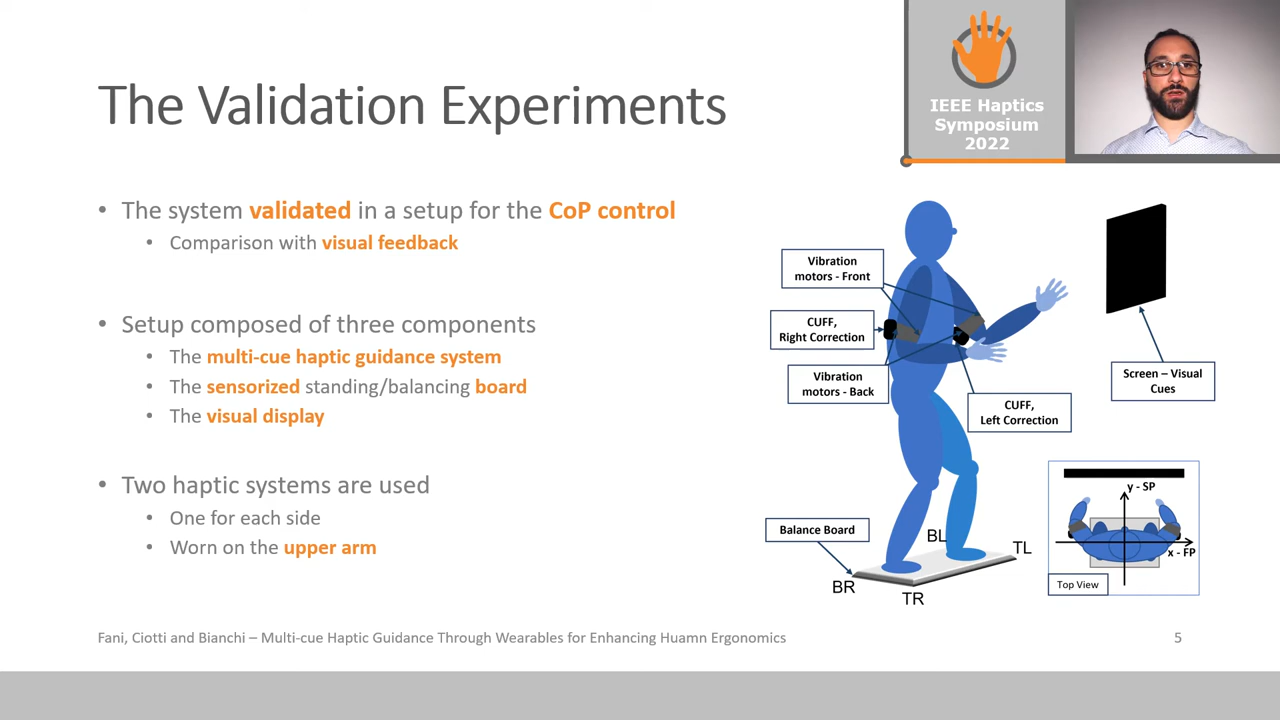 The Validation Experiments
IEEE Haptics
Symposium
2022
• The system validated in a setup for the CoP control
• Comparison with visual feedback
• Setup composed of three components
• The multi-cue haptic guidance system
• The sensorized standing/balancing board
• The visual display
• Two haptic systems are used
• One for each side
• Worn on the upper arm
Vibration
motors - Front
CUFF,
Right Correction
Vibration
motors - Back
CUFF,
Left Correction
Screen – Visual
Cues
Balance Board
BL
TL
BR
TR
y - SP
x - FP
Top View
Fani, Ciotti and Bianchi – Multi-cue Haptic Guidance Through Wearables for Enhancing Huamn Ergonomics
5